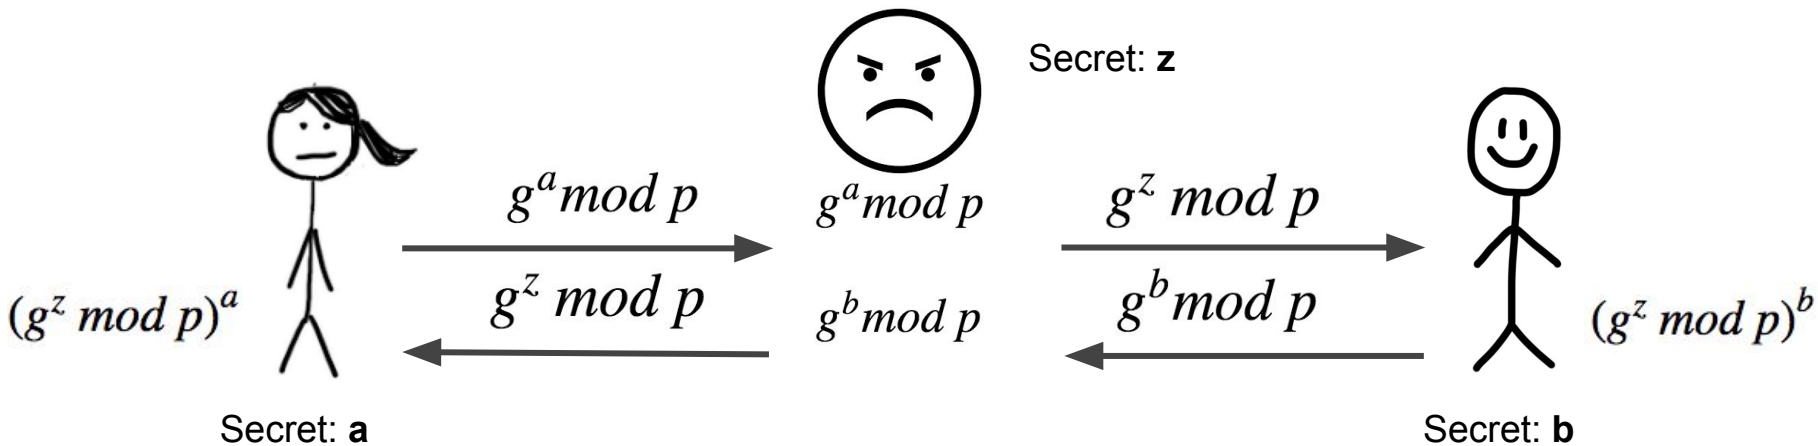 Secret: z
g^a mod p
g^a mod p
g^z mod p
g^z mod p
g^b mod p
g^b mod p
(g^z mod p)^a
(g^z mod p)^b
Secret: a
Secret: b